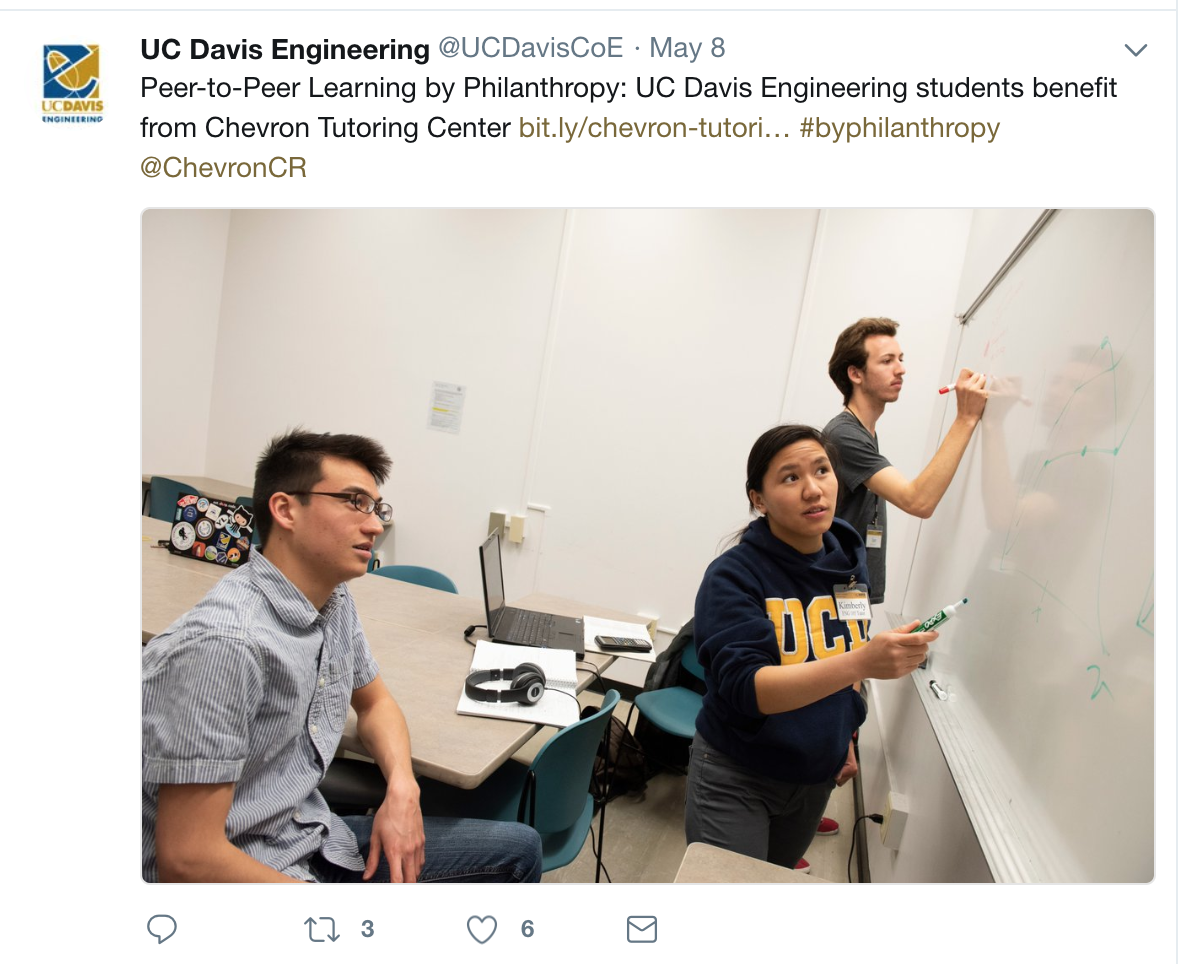 UC Davis Engineering @UCDavisCoE · May 8
UCDAVIS
ENGINEERING
Peer-to-Peer Learning by Philanthropy: UC Davis Engineering students benefit
from Chevron Tutoring Center bit.ly/chevron-tutori… #byphilanthropy
@ChevronCR
Kimberly
UCD
2
3
6